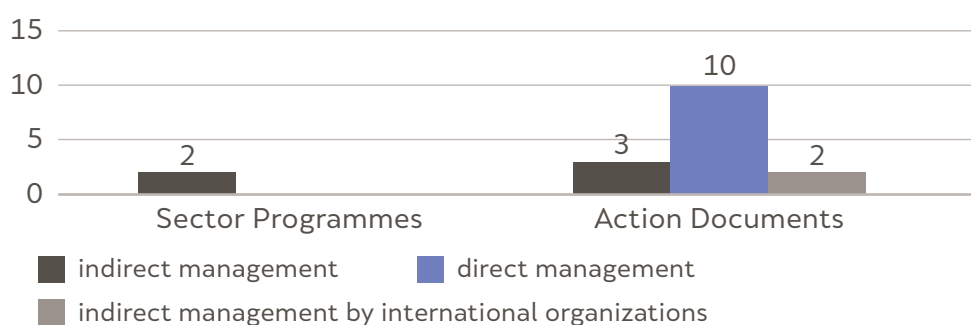 15
10
10
5
3
2
2
0
Sector Programmes Action Documents
indirect management direct management
indirect management by international organizations